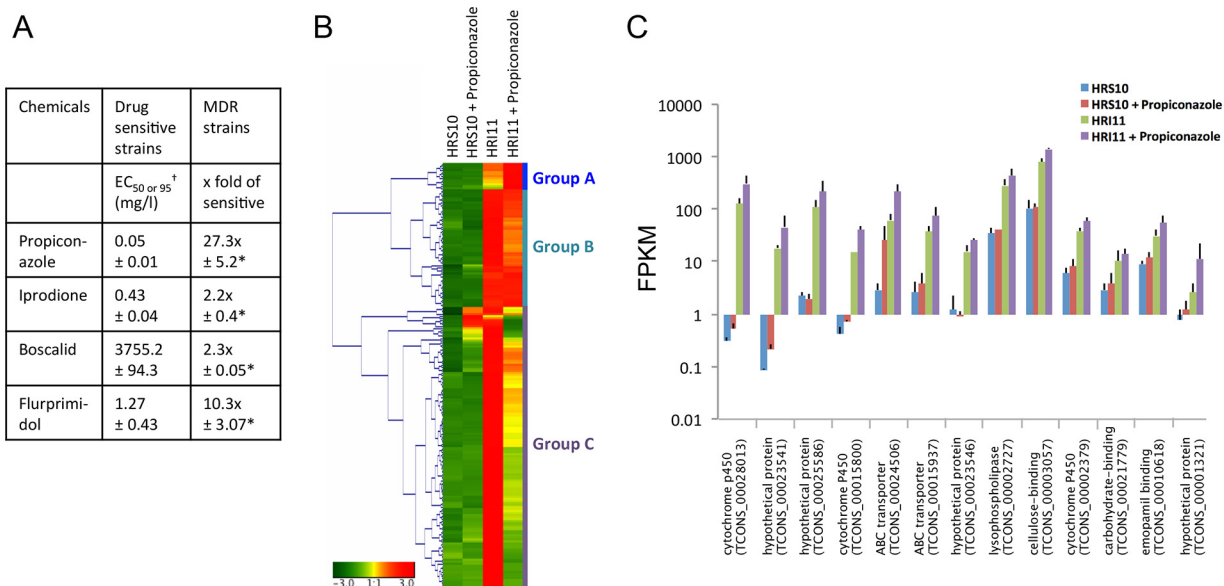 A
Chemicals
Drug
sensitive
strains
MDR
strains
EC50 or 95†
(mg/l)
x fold of
sensitive
Propicon-
azole
0.05
± 0.01
27.3x
± 5.2*
Iprodione
0.43
± 0.04
2.2x
± 0.4*
Boscalid
3755.2
± 94.3
2.3x
± 0.05*
Flurprimi-
dol
1.27
± 0.43
10.3x
± 3.07*
B
HRS10
HRS10 + Propiconazole
HRI11
HRI11 + Propiconazole
Group A
Group B
Group C
-3.0 1:1 3.0
C
HRS10
HRS10 + Propiconazole
HRI11
HRI11 + Propiconazole
FPKM
10000
1000
100
10
1
0.1
0.01
cytochrome p450
(TCONS_00028013)
hypothetical protein
(TCONS_00023541)
hypothetical protein
(TCONS_00025586)
cytochrome P450
(TCONS_00015800)
ABC transporter
(TCONS_00024506)
ABC transporter
(TCONS_00015937)
hypothetical protein
(TCONS_00023546)
lysophospholipase
(TCONS_00002727)
cellulose-binding
(TCONS_00003057)
cytochrome P450
(TCONS_00002379)
carbohydrate-binding
(TCONS_00021779)
emopamil binding
(TCONS_00010618)
hypothetical protein
(TCONS_00001321)